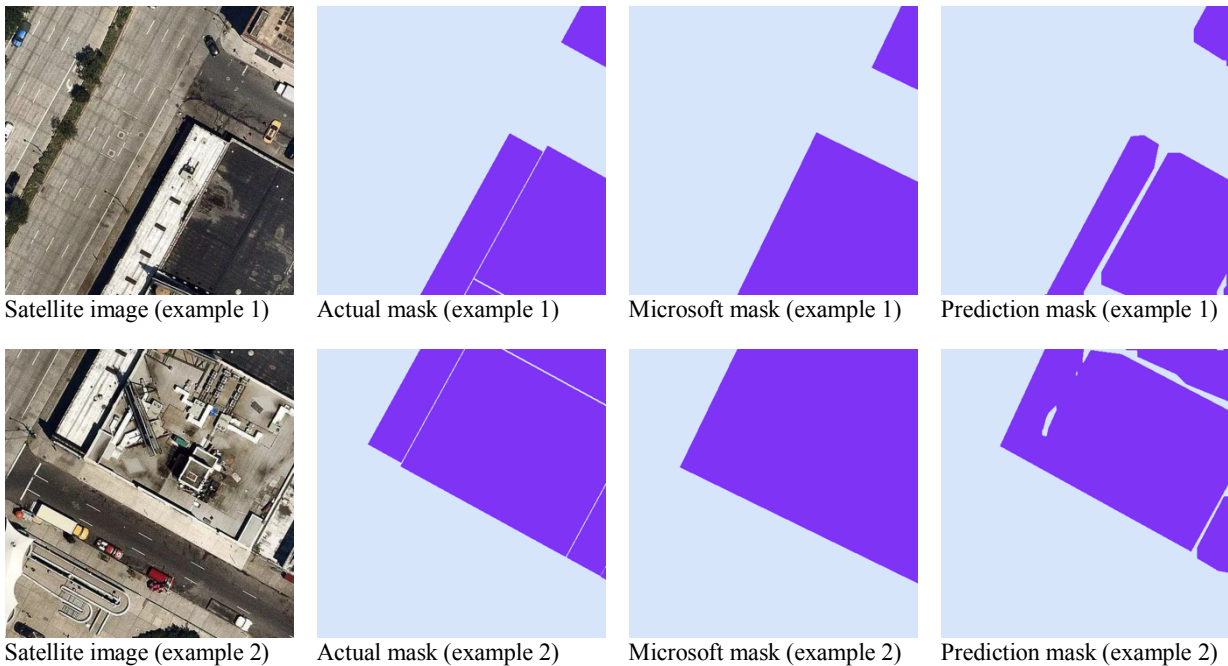 Satellite image (example 1) Actual mask (example 1) Microsoft mask (example 1) Prediction mask (example 1)
Satellite image (example 2) Actual mask (example 2) Microsoft mask (example 2) Prediction mask (example 2)